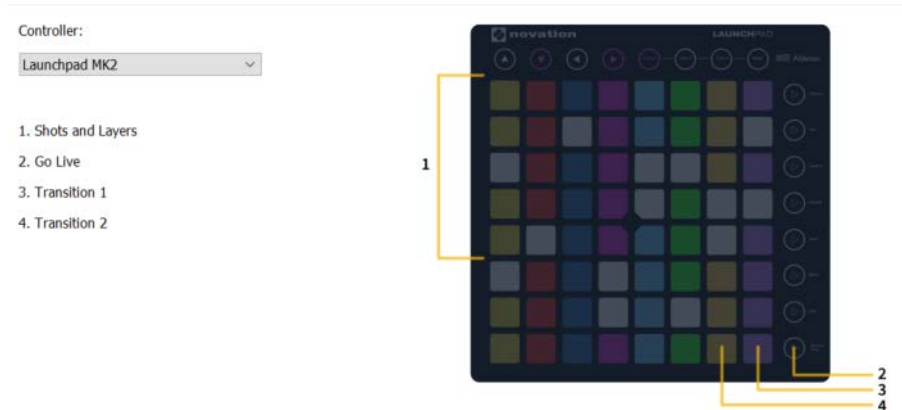 Controller:
Launchpad MK2
1. Shots and Layers
2. Go Live
3. Transition 1
4. Transition 2
novation
LAUNCHPAD
Ableton
1
2
3
4